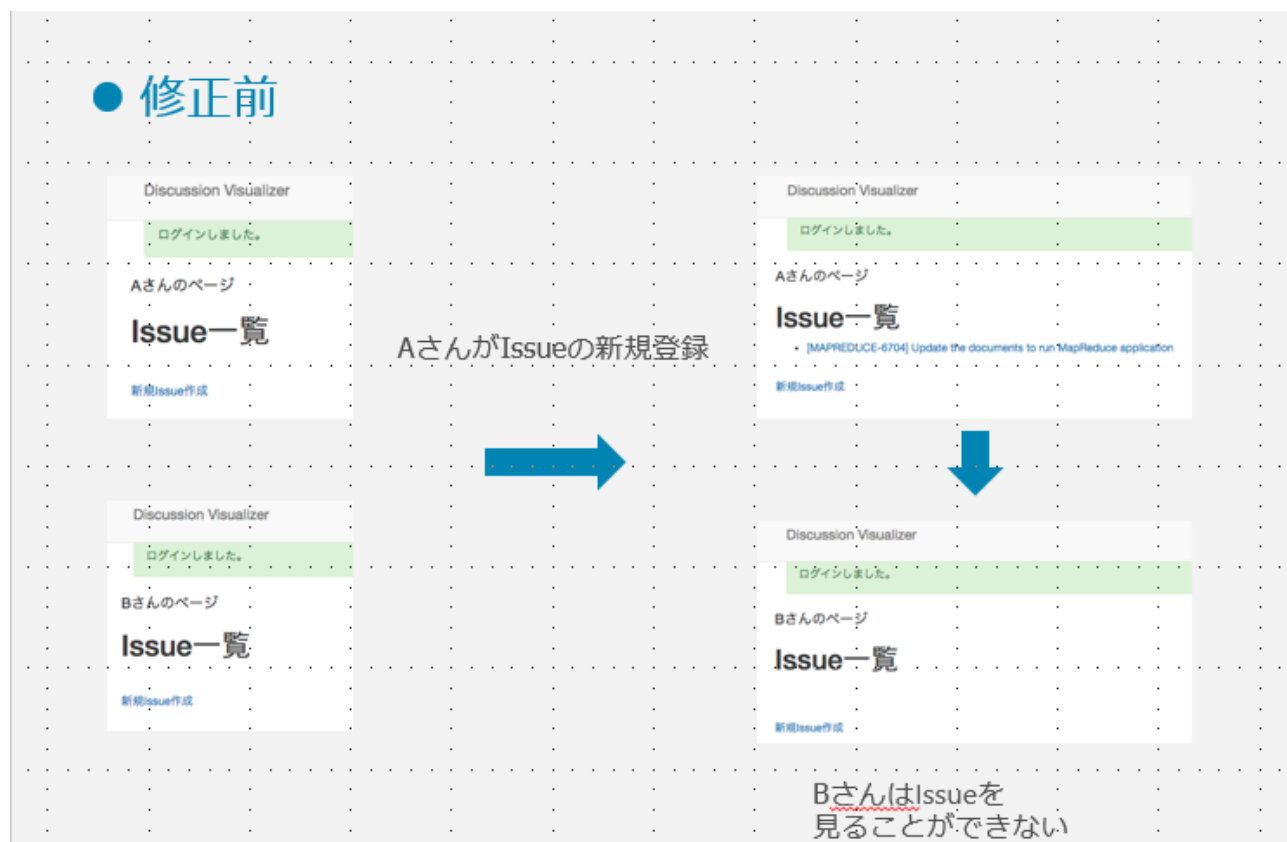 ● 修正前
Discussion Visualizer
ログインしました。
Aさんのページ
Issue一覧
新規Issue作成
Discussion Visualizer
ログインしました。
Bさんのページ
Issue一覧
新規Issue作成
AさんがIssueの新規登録
Discussion Visualizer
ログインしました。
Aさんのページ
Issue一覧
• [MAPREDUCE-6704] Update the documents to run MapReduce application
新規Issue作成
Discussion Visualizer
ログインしました。
Bさんのページ
Issue一覧
新規Issue作成
BさんはIssueを
見ることができない